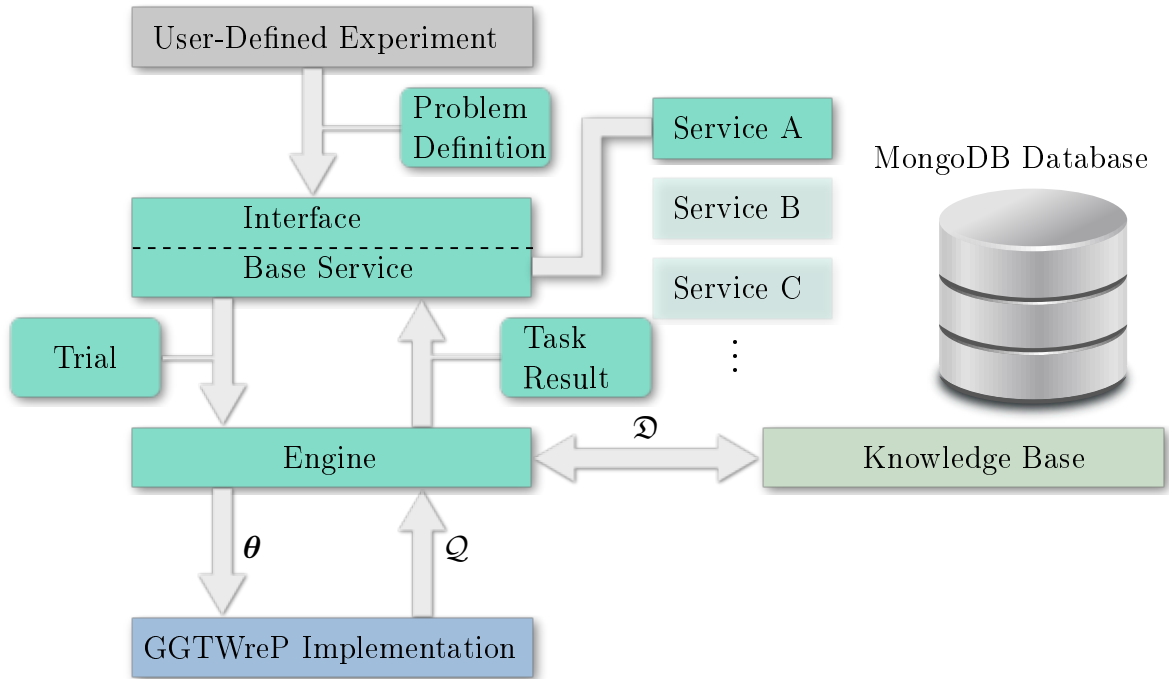 User-Defined Experiment
Problem
Definition
Service A
MongoDB Database
Interface
Service B
Base Service
Service C
Trial
Task
Result
⋮
𝔇
Engine
Knowledge Base
θ
𝒬
GGTWreP Implementation